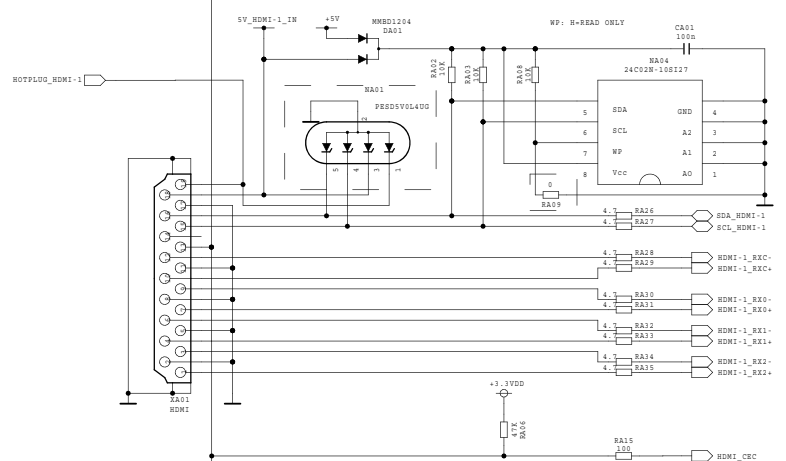 5V_HDMI-1_IN
+5V
MMBD1204
DA01
WP: H=READ ONLY
CA01
100n
HOTPLUG_HDMI-1
NA01
PESD5V0L4UG
2
5
4
3
1
RA02
10K
RA03
10K
RA08
10K
NA04
24C02N-10SI27
5
SDA
GND
4
6
SCL
A2
3
7
WP
A1
2
8
Vcc
A0
1
0
RA09
4.7
RA26
SDA_HDMI-1
4.7
RA27
SCL_HDMI-1
4.7
RA28
HDMI-1_RXC-
4.7
RA29
HDMI-1_RXC+
4.7
RA30
HDMI-1_RX0-
4.7
RA31
HDMI-1_RX0+
4.7
RA32
HDMI-1_RX1-
4.7
RA33
HDMI-1_RX1+
4.7
RA34
HDMI-1_RX2-
4.7
RA35
HDMI-1_RX2+
XA01
HDMI
+3.3VDD
47K
RA06
RA15
100
HDMI_CEC